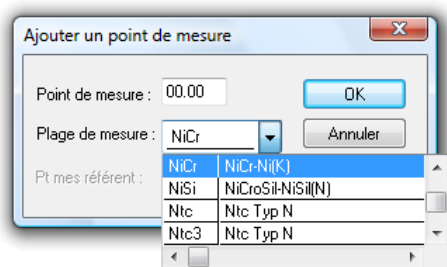 Ajouter un point de mesure
Point de mesure : 00.00 OK
Plage de mesure : NiCr Annuler
NiCr NiCr-Ni(K)
Pt mes référent :
NiSi NiCroSil-NiSil(N)
Ntc Ntc Typ N
Ntc3 Ntc Typ N